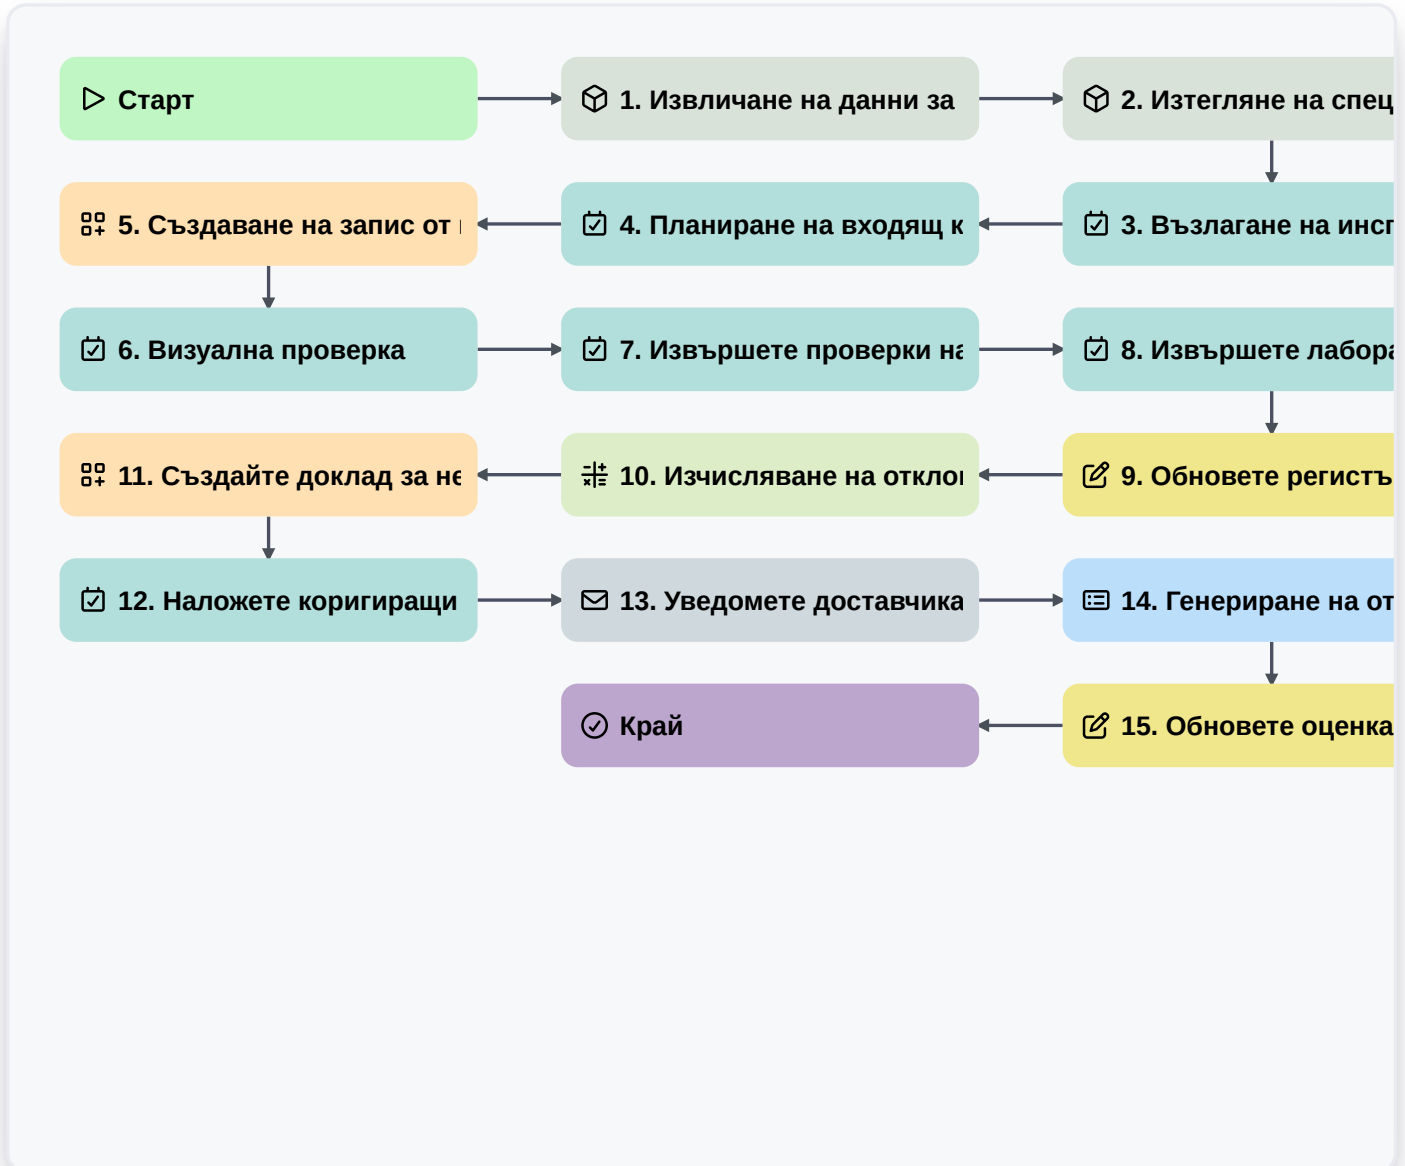 Старт
1. Извличане на данни за
2. Изтегляне на спец
3. Възлагане на инсп
4. Планиране на входящ к
5. Създаване на запис от
6. Визуална проверка
7. Извършете проверки на
8. Извършете лабора
9. Обновете регистъ
10. Изчисляване на откло
11. Създайте доклад за не
12. Наложете коригиращи
13. Уведомете доставчика
14. Генериране на от
15. Обновете оценка
Край